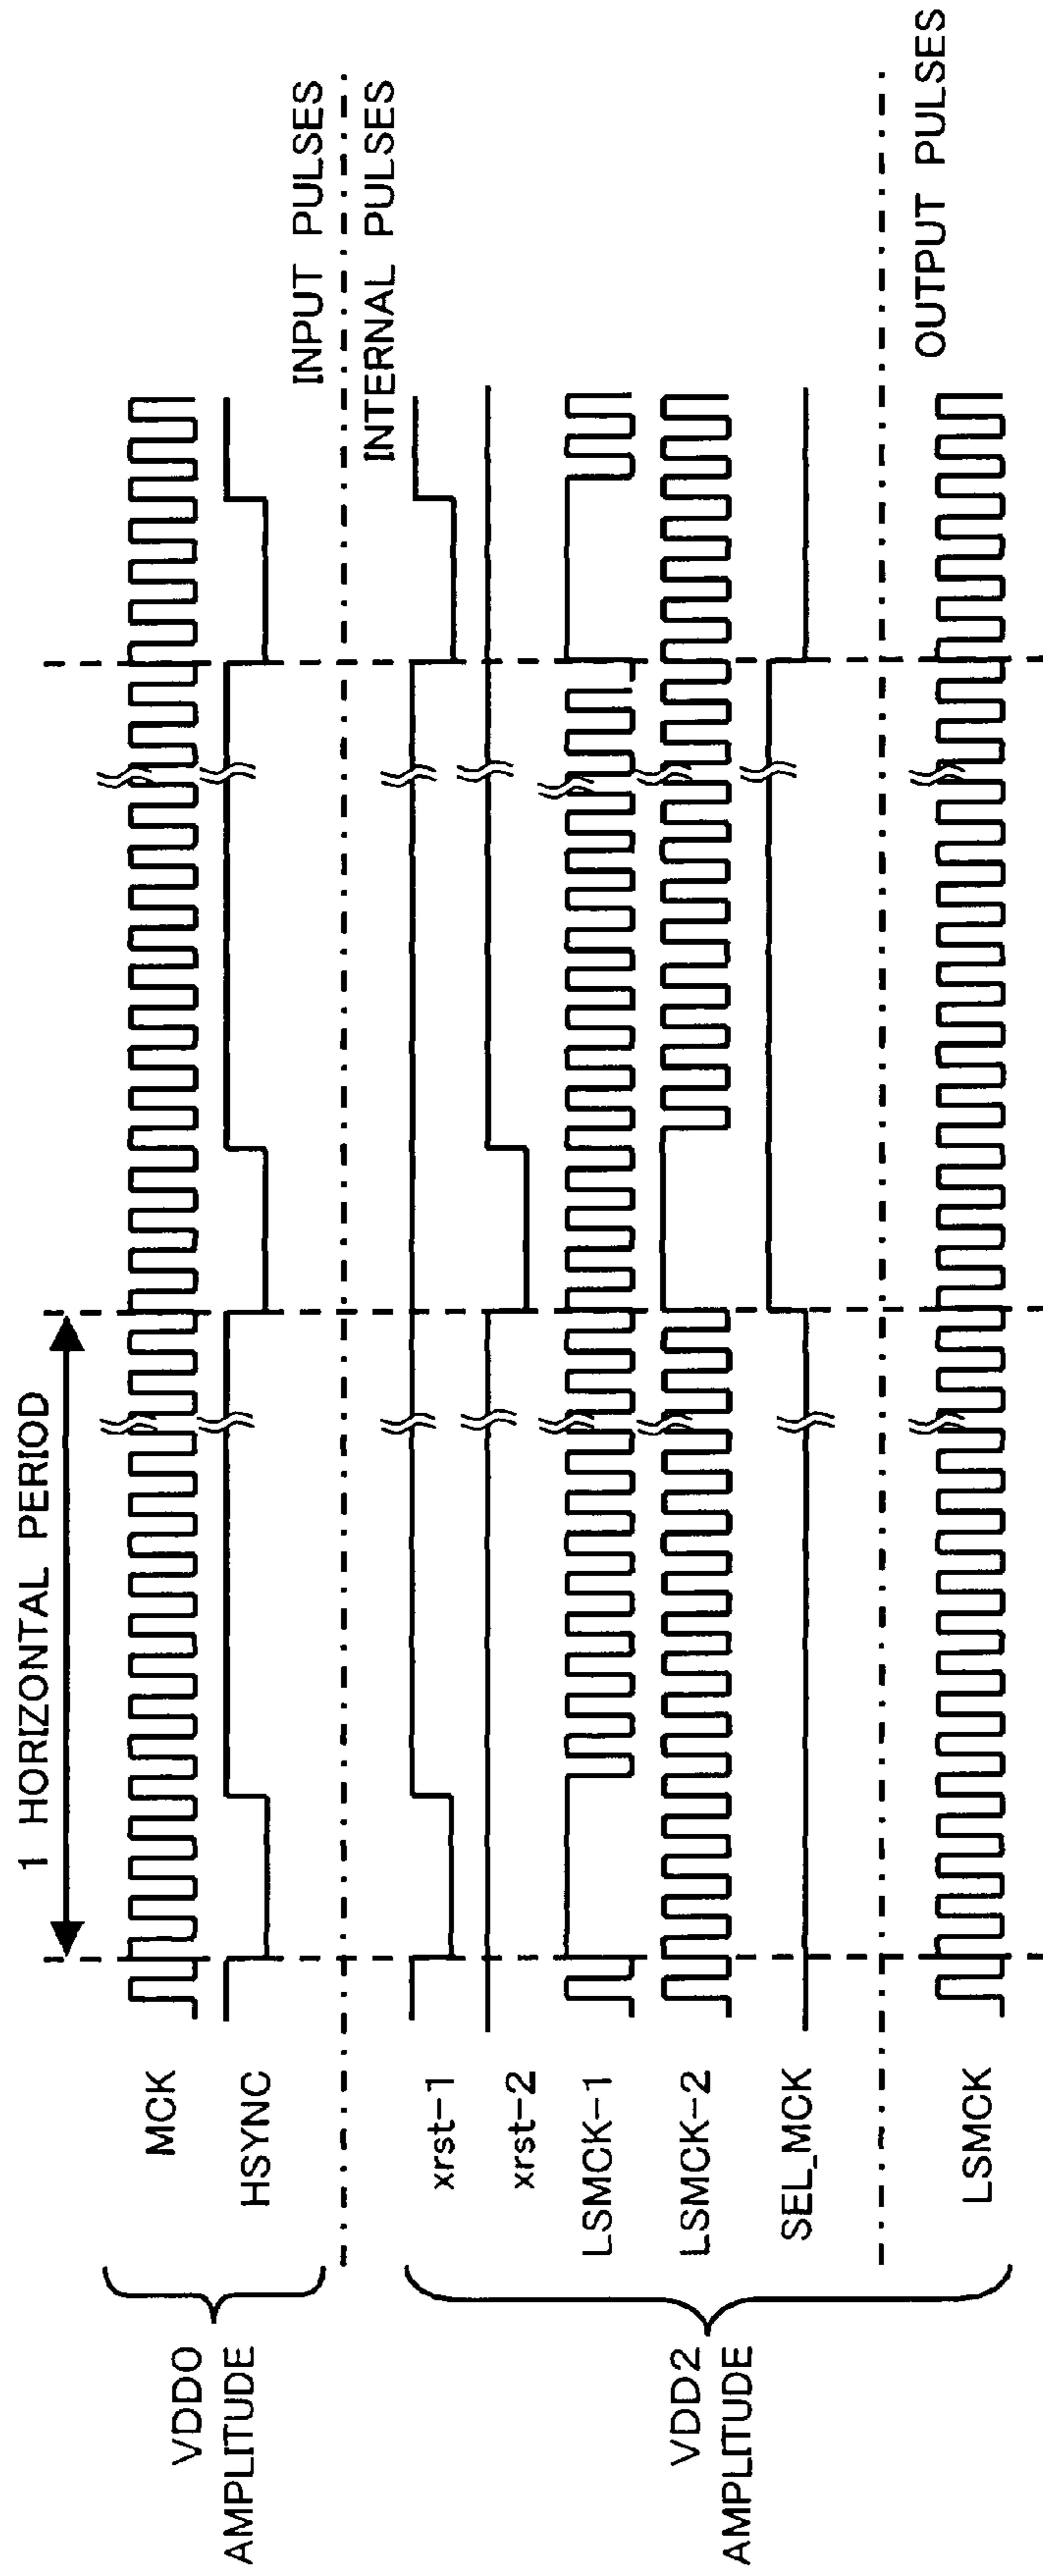 1 HORIZONTAL PERIOD
MCK
HSYNC
INPUT PULSES
INTERNAL PULSES
xrst-1
xrst-2
LSMCK-1
LSMCK-2
SEL_MCK
OUTPUT PULSES
LSMCK
VDD0
AMPLITUDE
VDD2
AMPLITUDE